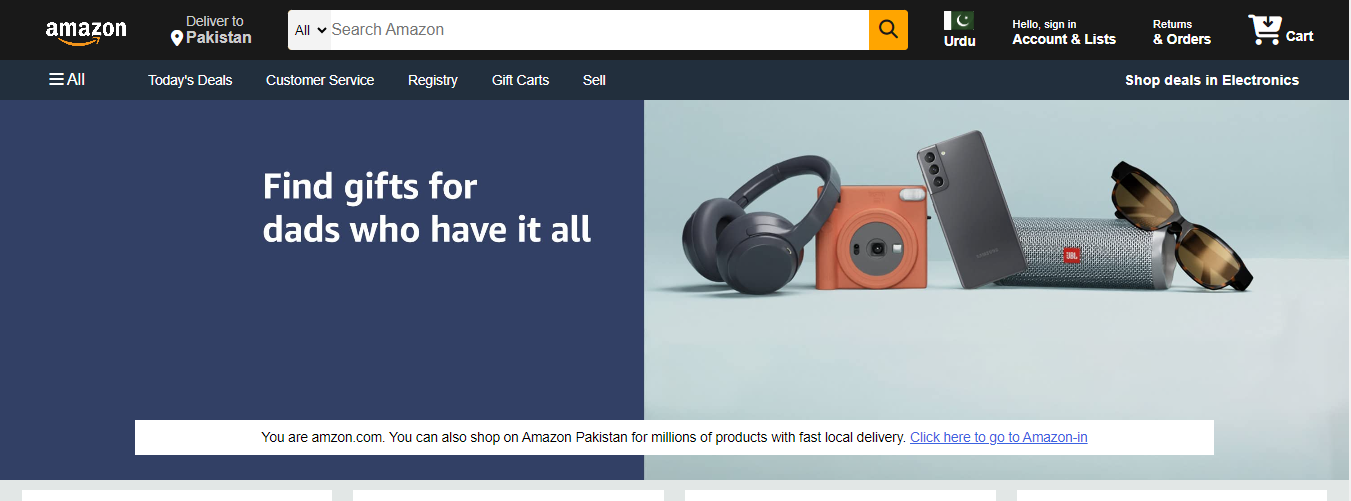 amazon
Deliver to
Pakistan
All
Search Amazon
Urdu
Hello, sign in
Account & Lists
Returns
& Orders
Cart
All
Today's Deals
Customer Service
Registry
Gift Carts
Sell
Shop deals in Electronics
Find gifts for
dads who have it all
SAMSUNG
JBL
You are amzon.com. You can also shop on Amazon Pakistan for millions of products with fast local delivery. Click here to go to Amazon-in